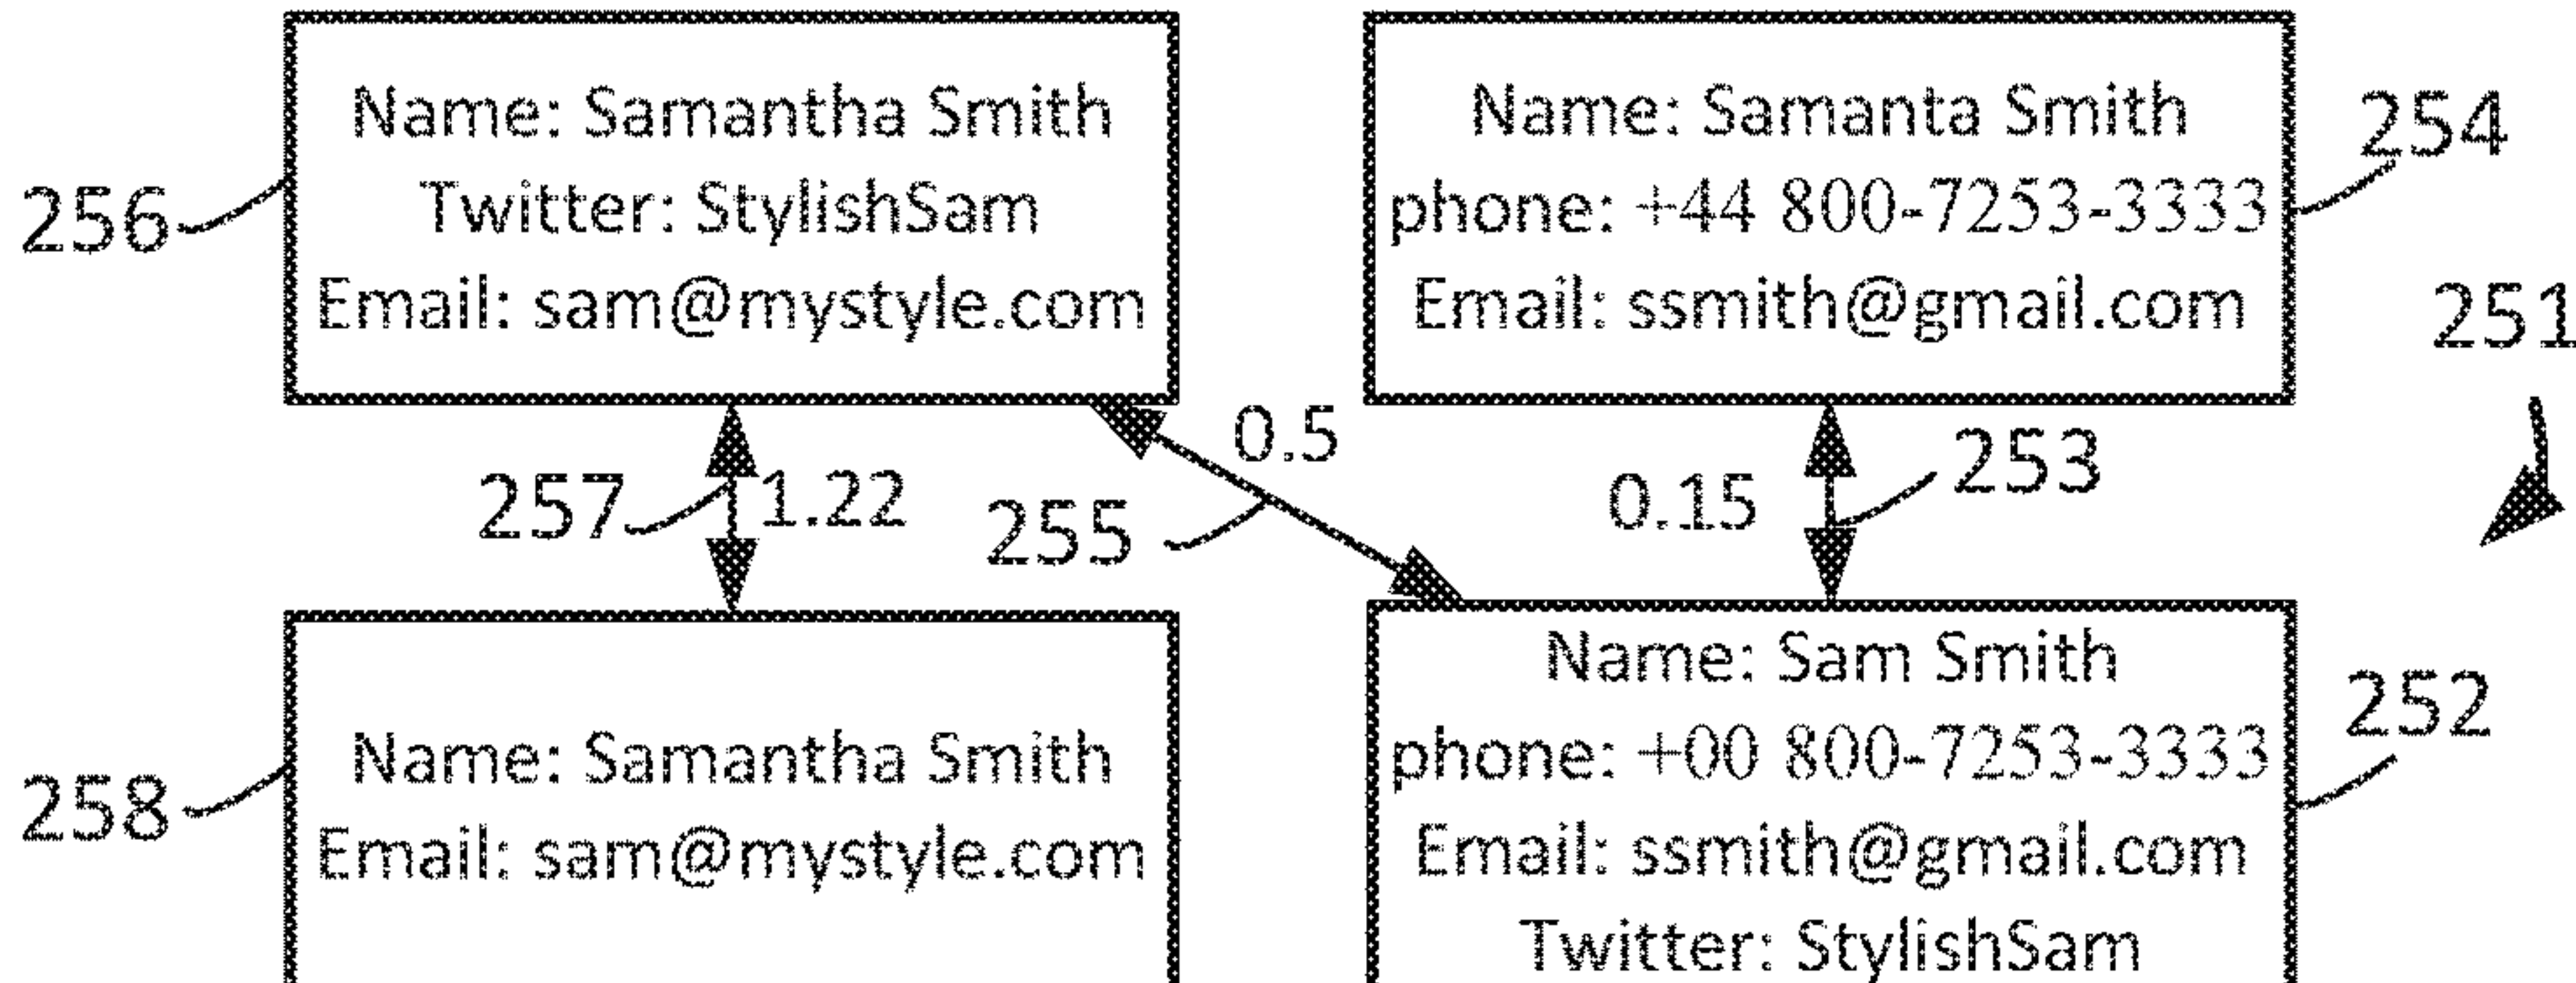 Name: Samantha Smith
Twitter: StylishSam
Email: sam@mystyle.com
256
Name: Samanta Smith
phone: +44 800-7253-3333
Email: ssmith@gmail.com
254
251
257
1.22
255
0.5
0.15
253
Name: Samantha Smith
Email: sam@mystyle.com
258
Name: Sam Smith
phone: +00 800-7253-3333
Email: ssmith@gmail.com
Twitter: StylishSam
252